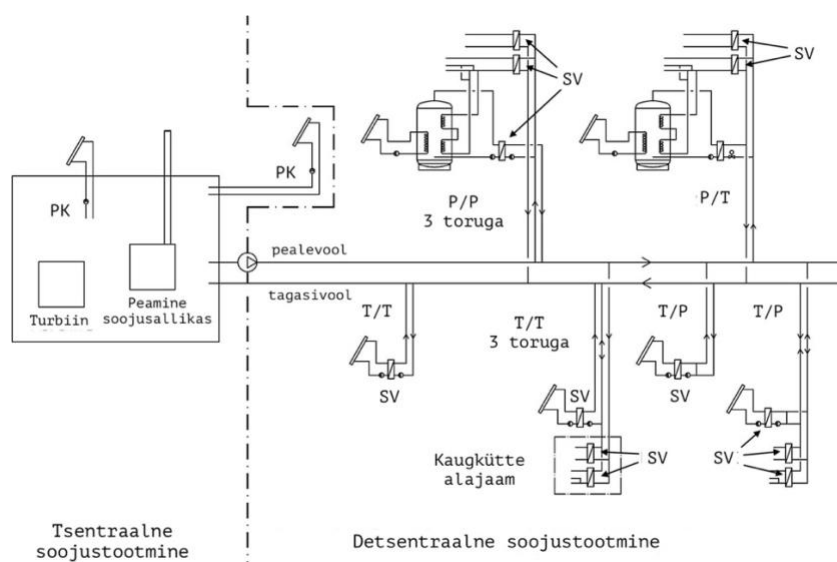 SV
SV
PK
PK
P/P
3 toruga
P/T
pealevool
tagasivool
Turbiin
Peamine
soojusallikas
T/T
T/T
3 toruga
T/P
T/P
SV
SV
SV
Kaugkütte
alajaam
SV
SV
Tsentraalne
soojustootmine
Detsentraalne soojustootmine